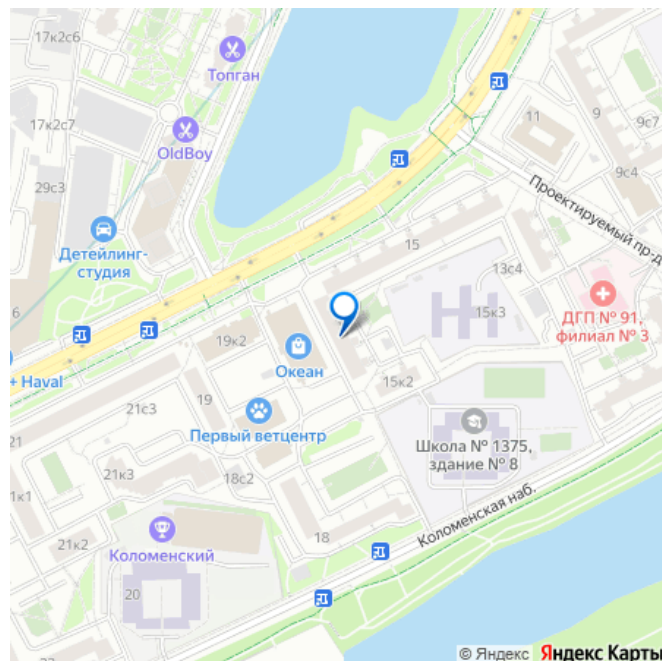 17к2с6
Топган
17к2с7
OldBoy
11
9
9с4
29с3
Проектируемый пр-д
Детейлинг-
студия
15
13с4
15к3
ДГП № 91,
филиал № 3
6
19к2
Океан
+ Haval
15к2
21с3
19
Первый ветцентр
Школа № 1375,
здание № 8
21
21к3
18с2
1к1
Коломенская наб.
21к2
18
Коломенский
20
© Яндекс Яндекс Карты